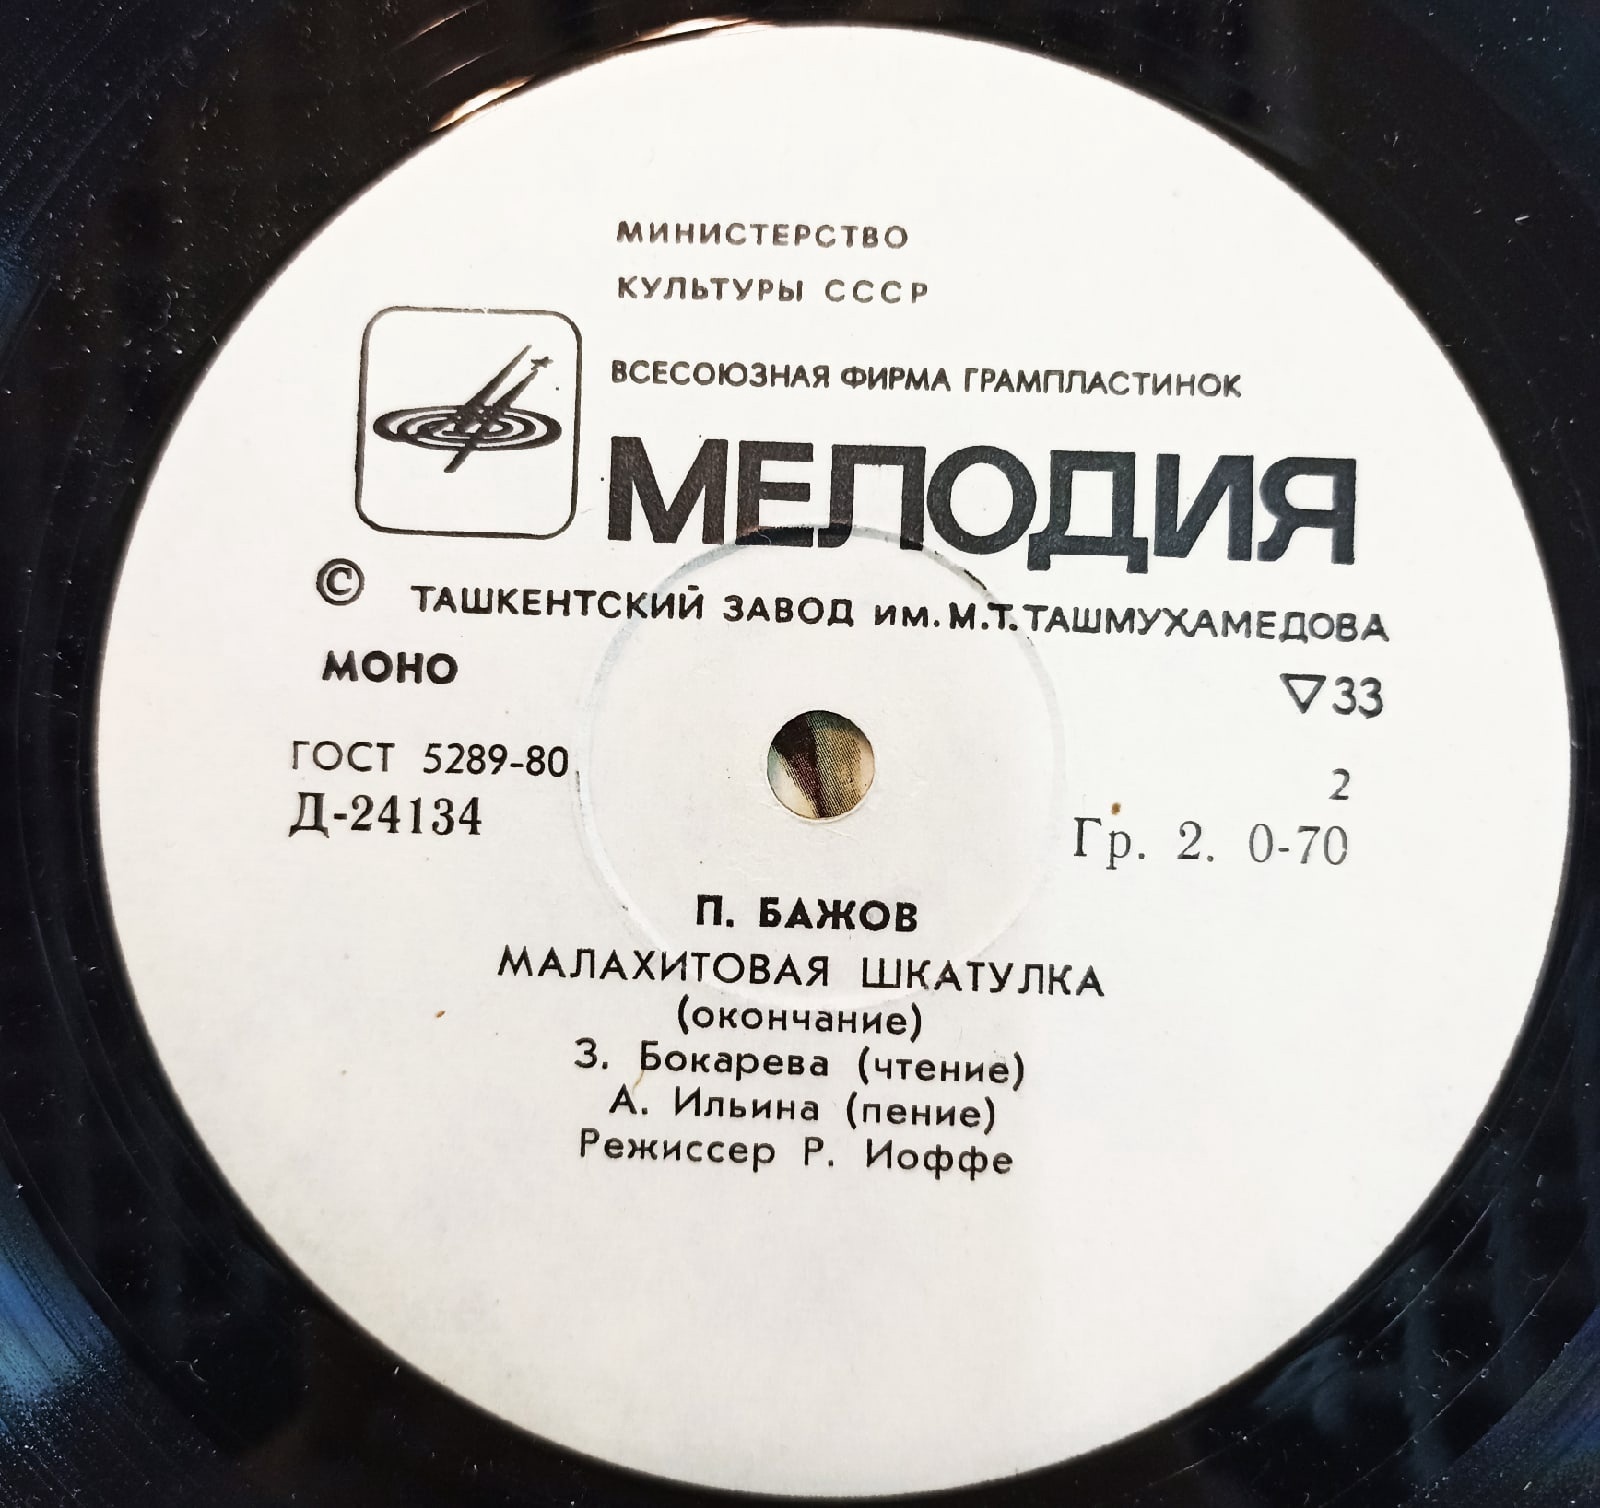 МИНИСТЕРСТВО
КУЛЬТУРЫ СССР
ВСЕСОЮЗНАЯ ФИРМА ГРАМПЛАСТИНОК
МЕЛОДИЯ
© ТАШКЕНТСКИЙ ЗАВОД им. М.Т.ТАШМУХАМЕДОВА
МОНО ▽33
ГОСТ 5289-80 2
Д-24134 Гр. 2. 0-70
П. БАЖОВ
МАЛАХИТОВАЯ ШКАТУЛКА
(окончание)
З. Бокарева (чтение)
А. Ильина (пение)
Режиссер Р. Иоффе